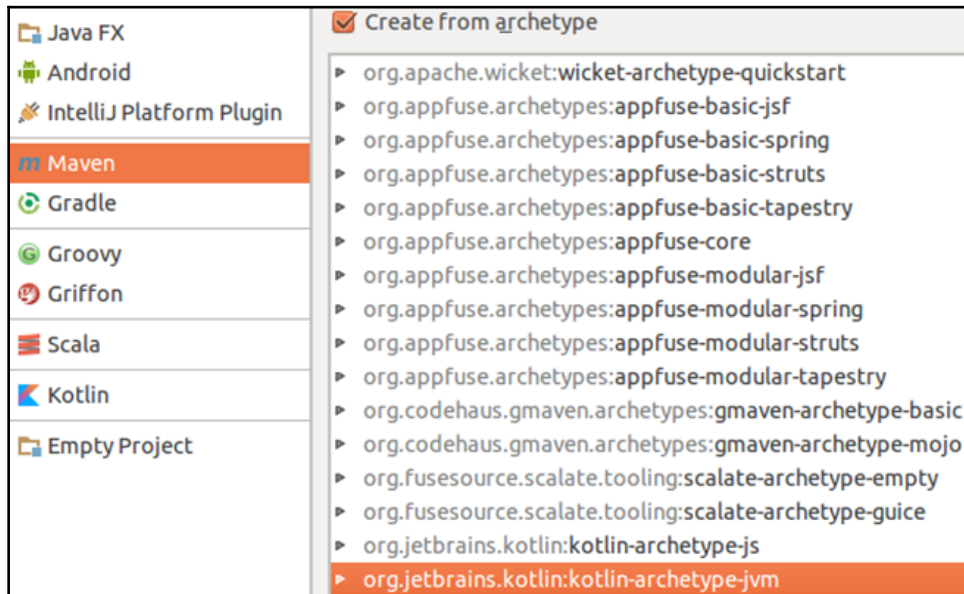 Java FX
Android
IntelliJ Platform Plugin
Maven
Gradle
Groovy
Griffon
Scala
Kotlin
Empty Project
Create from archetype
org.apache.wicket:wicket-archetype-quickstart
org.appfuse.archetypes:appfuse-basic-jsf
org.appfuse.archetypes:appfuse-basic-spring
org.appfuse.archetypes:appfuse-basic-struts
org.appfuse.archetypes:appfuse-basic-tapestry
org.appfuse.archetypes:appfuse-core
org.appfuse.archetypes:appfuse-modular-jsf
org.appfuse.archetypes:appfuse-modular-spring
org.appfuse.archetypes:appfuse-modular-struts
org.appfuse.archetypes:appfuse-modular-tapestry
org.codehaus.gmaven.archetypes:gmaven-archetype-basic
org.codehaus.gmaven.archetypes:gmaven-archetype-mojo
org.fusesource.scalate.tooling:scalate-archetype-empty
org.fusesource.scalate.tooling:scalate-archetype-guice
org.jetbrains.kotlin:kotlin-archetype-js
org.jetbrains.kotlin:kotlin-archetype-jvm